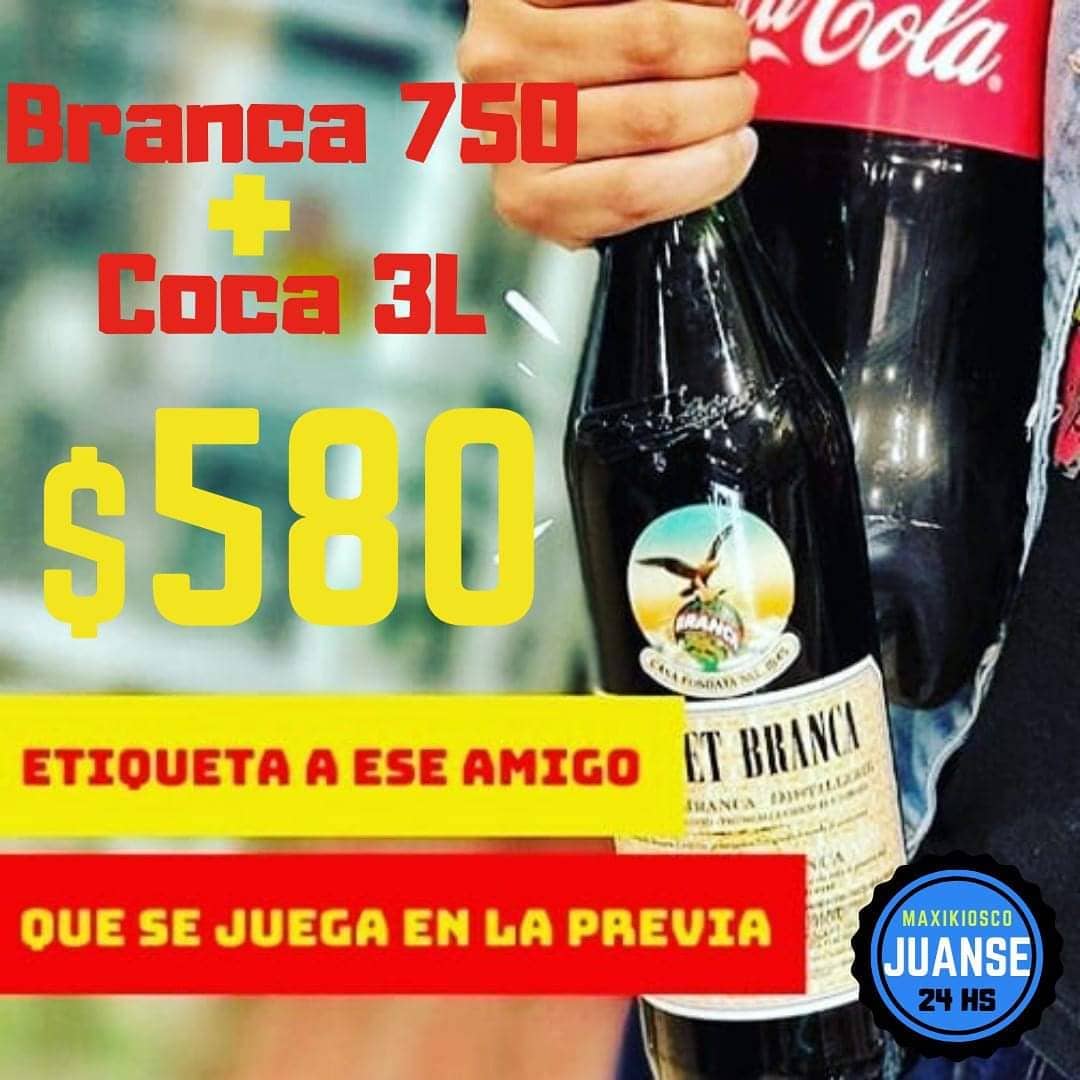 Cola
Branca 750
+
Coca 3L
$580
BRANCA
CASA FONDATA NEL 1845
ET BRANCA
BRANCA DISTILLERIE
ETIQUETA A ESE AMIGO
QUE SE JUEGA EN LA PREVIA
MAXIKIOSCO
JUANSE
24 HS